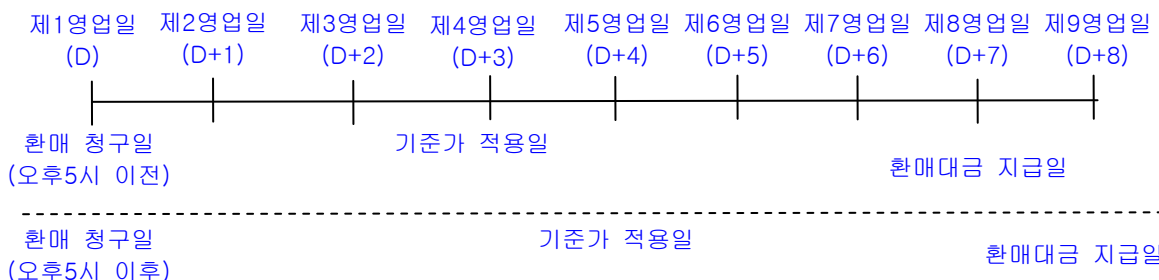 제1영업일 제2영업일 제3영업일 제4영업일 제5영업일 제6영업일 제7영업일 제8영업일 제9영업일
(D) (D+1) (D+2) (D+3) (D+4) (D+5) (D+6) (D+7) (D+8)
환매 청구일 기준가 적용일
(오후5시 이전) 환매대금 지급일
환매 청구일 기준가 적용일
(오후5시 이후) 환매대금 지급일